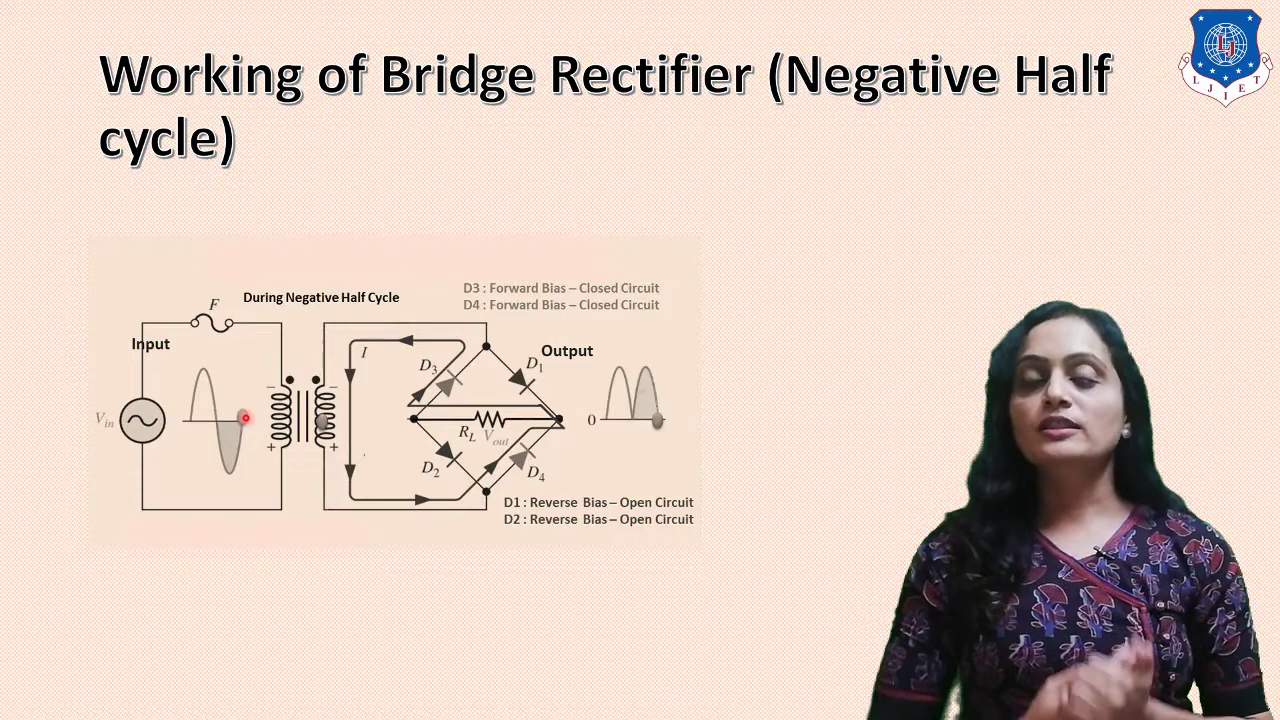 Working of Bridge Rectifier (Negative Half
cycle)
L J I E T
LJ
D3 : Forward Bias – Closed Circuit
D4 : Forward Bias – Closed Circuit
During Negative Half Cycle
F
Input
Output
I
D3
D1
Vin
RL
Vout
0
D2
D4
D1 : Reverse Bias – Open Circuit
D2 : Reverse Bias – Open Circuit
− − + +